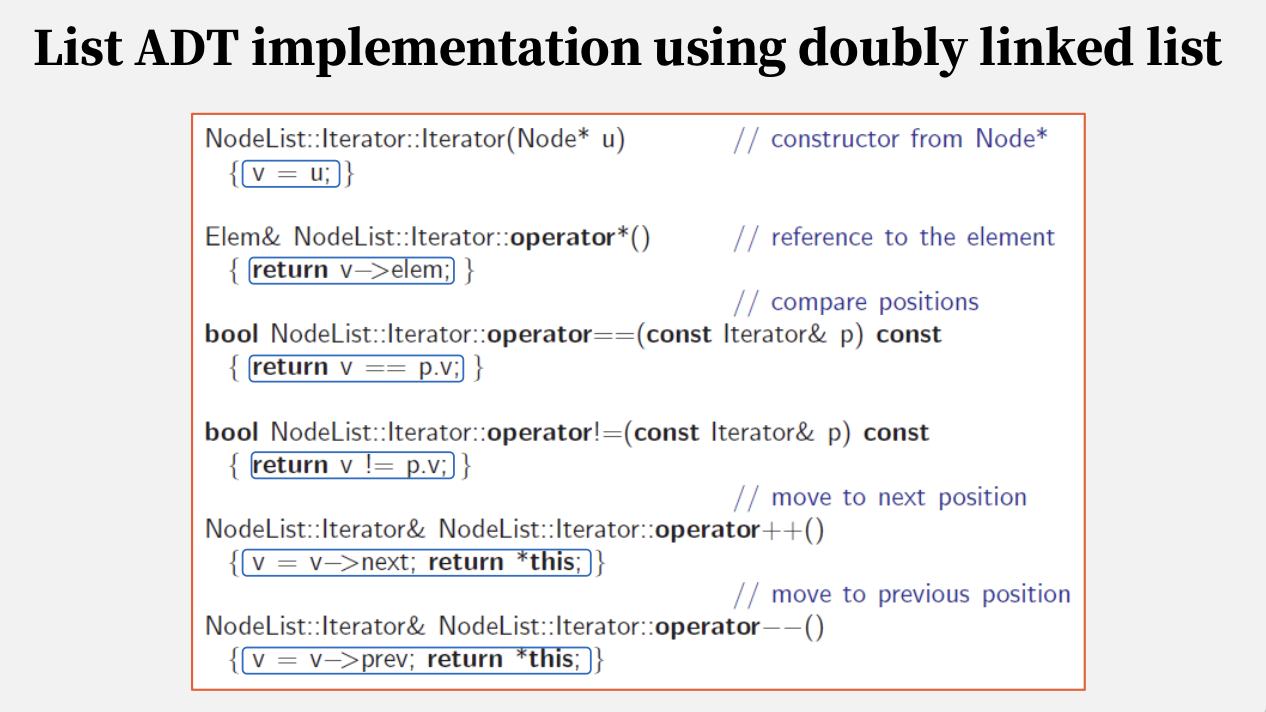 List ADT implementation using doubly linked list
NodeList::Iterator::Iterator(Node* u) // constructor from Node*
{ v = u; }
Elem& NodeList::Iterator::operator*() // reference to the element
{ return v->elem; }
// compare positions
bool NodeList::Iterator::operator==(const Iterator& p) const
{ return v == p.v; }
bool NodeList::Iterator::operator!=(const Iterator& p) const
{ return v != p.v; }
// move to next position
NodeList::Iterator& NodeList::Iterator::operator++()
{ v = v->next; return *this; }
// move to previous position
NodeList::Iterator& NodeList::Iterator::operator--()
{ v = v->prev; return *this; }